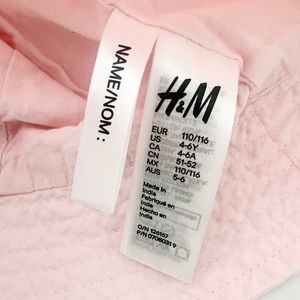 NAME/NOM :
H&M
EUR 110/116
US 4-6Y
CA 4-6A
CN 51-52
MX 110/116
AUS 5-6
Made in
India
Fabriqué en
Inde
Hecho en
India
O/N 126167